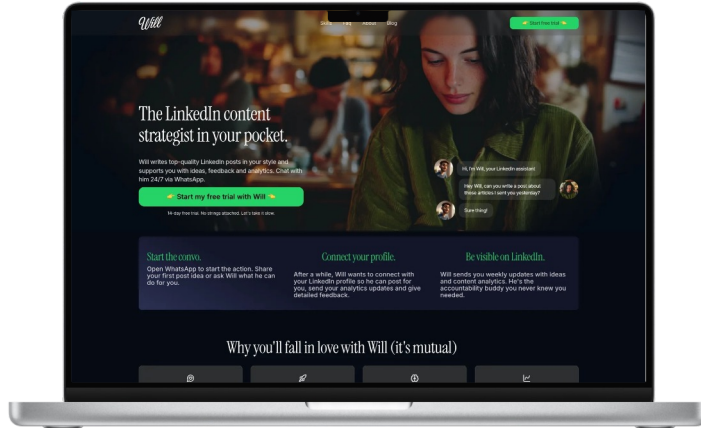 Will
Skills Faq About Blog
👉 Start free trial 👈
The LinkedIn content
strategist in your pocket.
Will writes top-quality LinkedIn posts in your style and
supports you with ideas, feedback and analytics. Chat with
him 24/7 via WhatsApp.
👉 Start my free trial with Will 👈
14-day free trial. No strings attached. Let's take it slow.
Hi, I'm Will, your LinkedIn assistant
Hey Will, can you write a post about
these articles I sent you yesterday?
Sure thing!
Start the convo.
Open WhatsApp to start the action. Share
your first post idea or ask Will what he can
do for you.
Connect your profile.
After a while, Will wants to connect with
your LinkedIn profile so he can post for
you, send your analytics updates and give
detailed feedback.
Be visible on LinkedIn.
Will sends you weekly updates with ideas
and content analytics. He's the
accountability buddy you never knew you
needed.
Why you'll fall in love with Will (it's mutual)